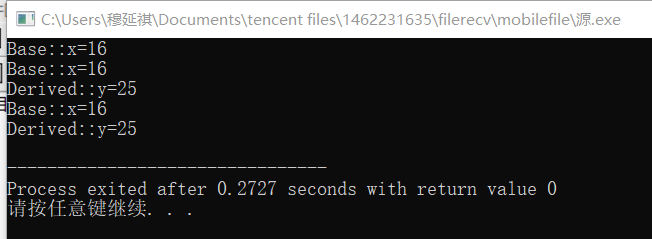 C:\Users\穆延祺\Documents\tencent files\1462231635\filerecv\mobilefile\源.exe
Base::x=16
Base::x=16
Derived::y=25
Base::x=16
Derived::y=25
--------------------------------
Process exited after 0.2727 seconds with return value 0
请按任意键继续. . .